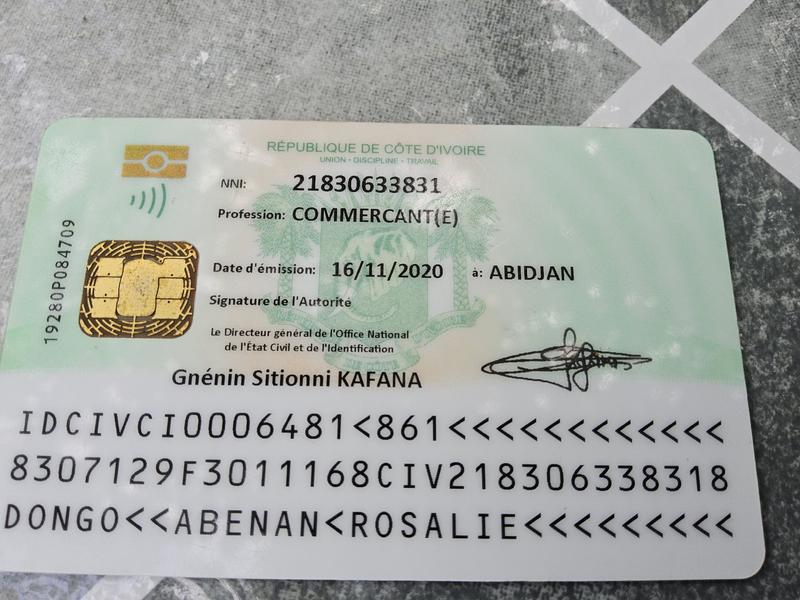 RÉPUBLIQUE DE CÔTE D'IVOIRE
UNION - DISCIPLINE - TRAVAIL
NNI: 21830633831
Profession: COMMERCANT(E)
19280P084709
Date d'émission: 16/11/2020 à: ABIDJAN
Signature de l'Autorité
Le Directeur général de l'Office National
de l'État Civil et de l'Identification
Gnénin Sitionni KAFANA
IDCIVCI0006481<861<<<<<<<<<<<<
8307129F3011168CIV218306338318
DONGO<<ABENAN<ROSALIE<<<<<<<<<